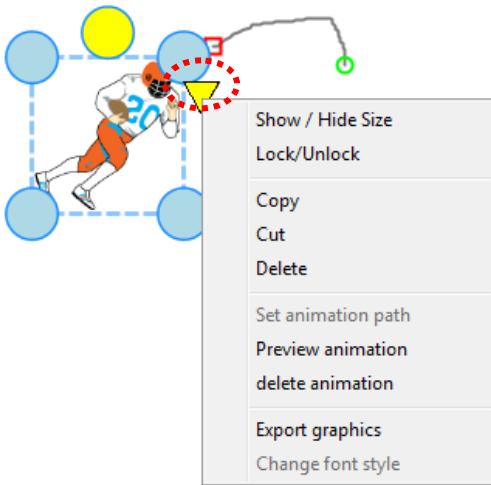 20
Show / Hide Size
Lock/Unlock
Copy
Cut
Delete
Set animation path
Preview animation
delete animation
Export graphics
Change font style